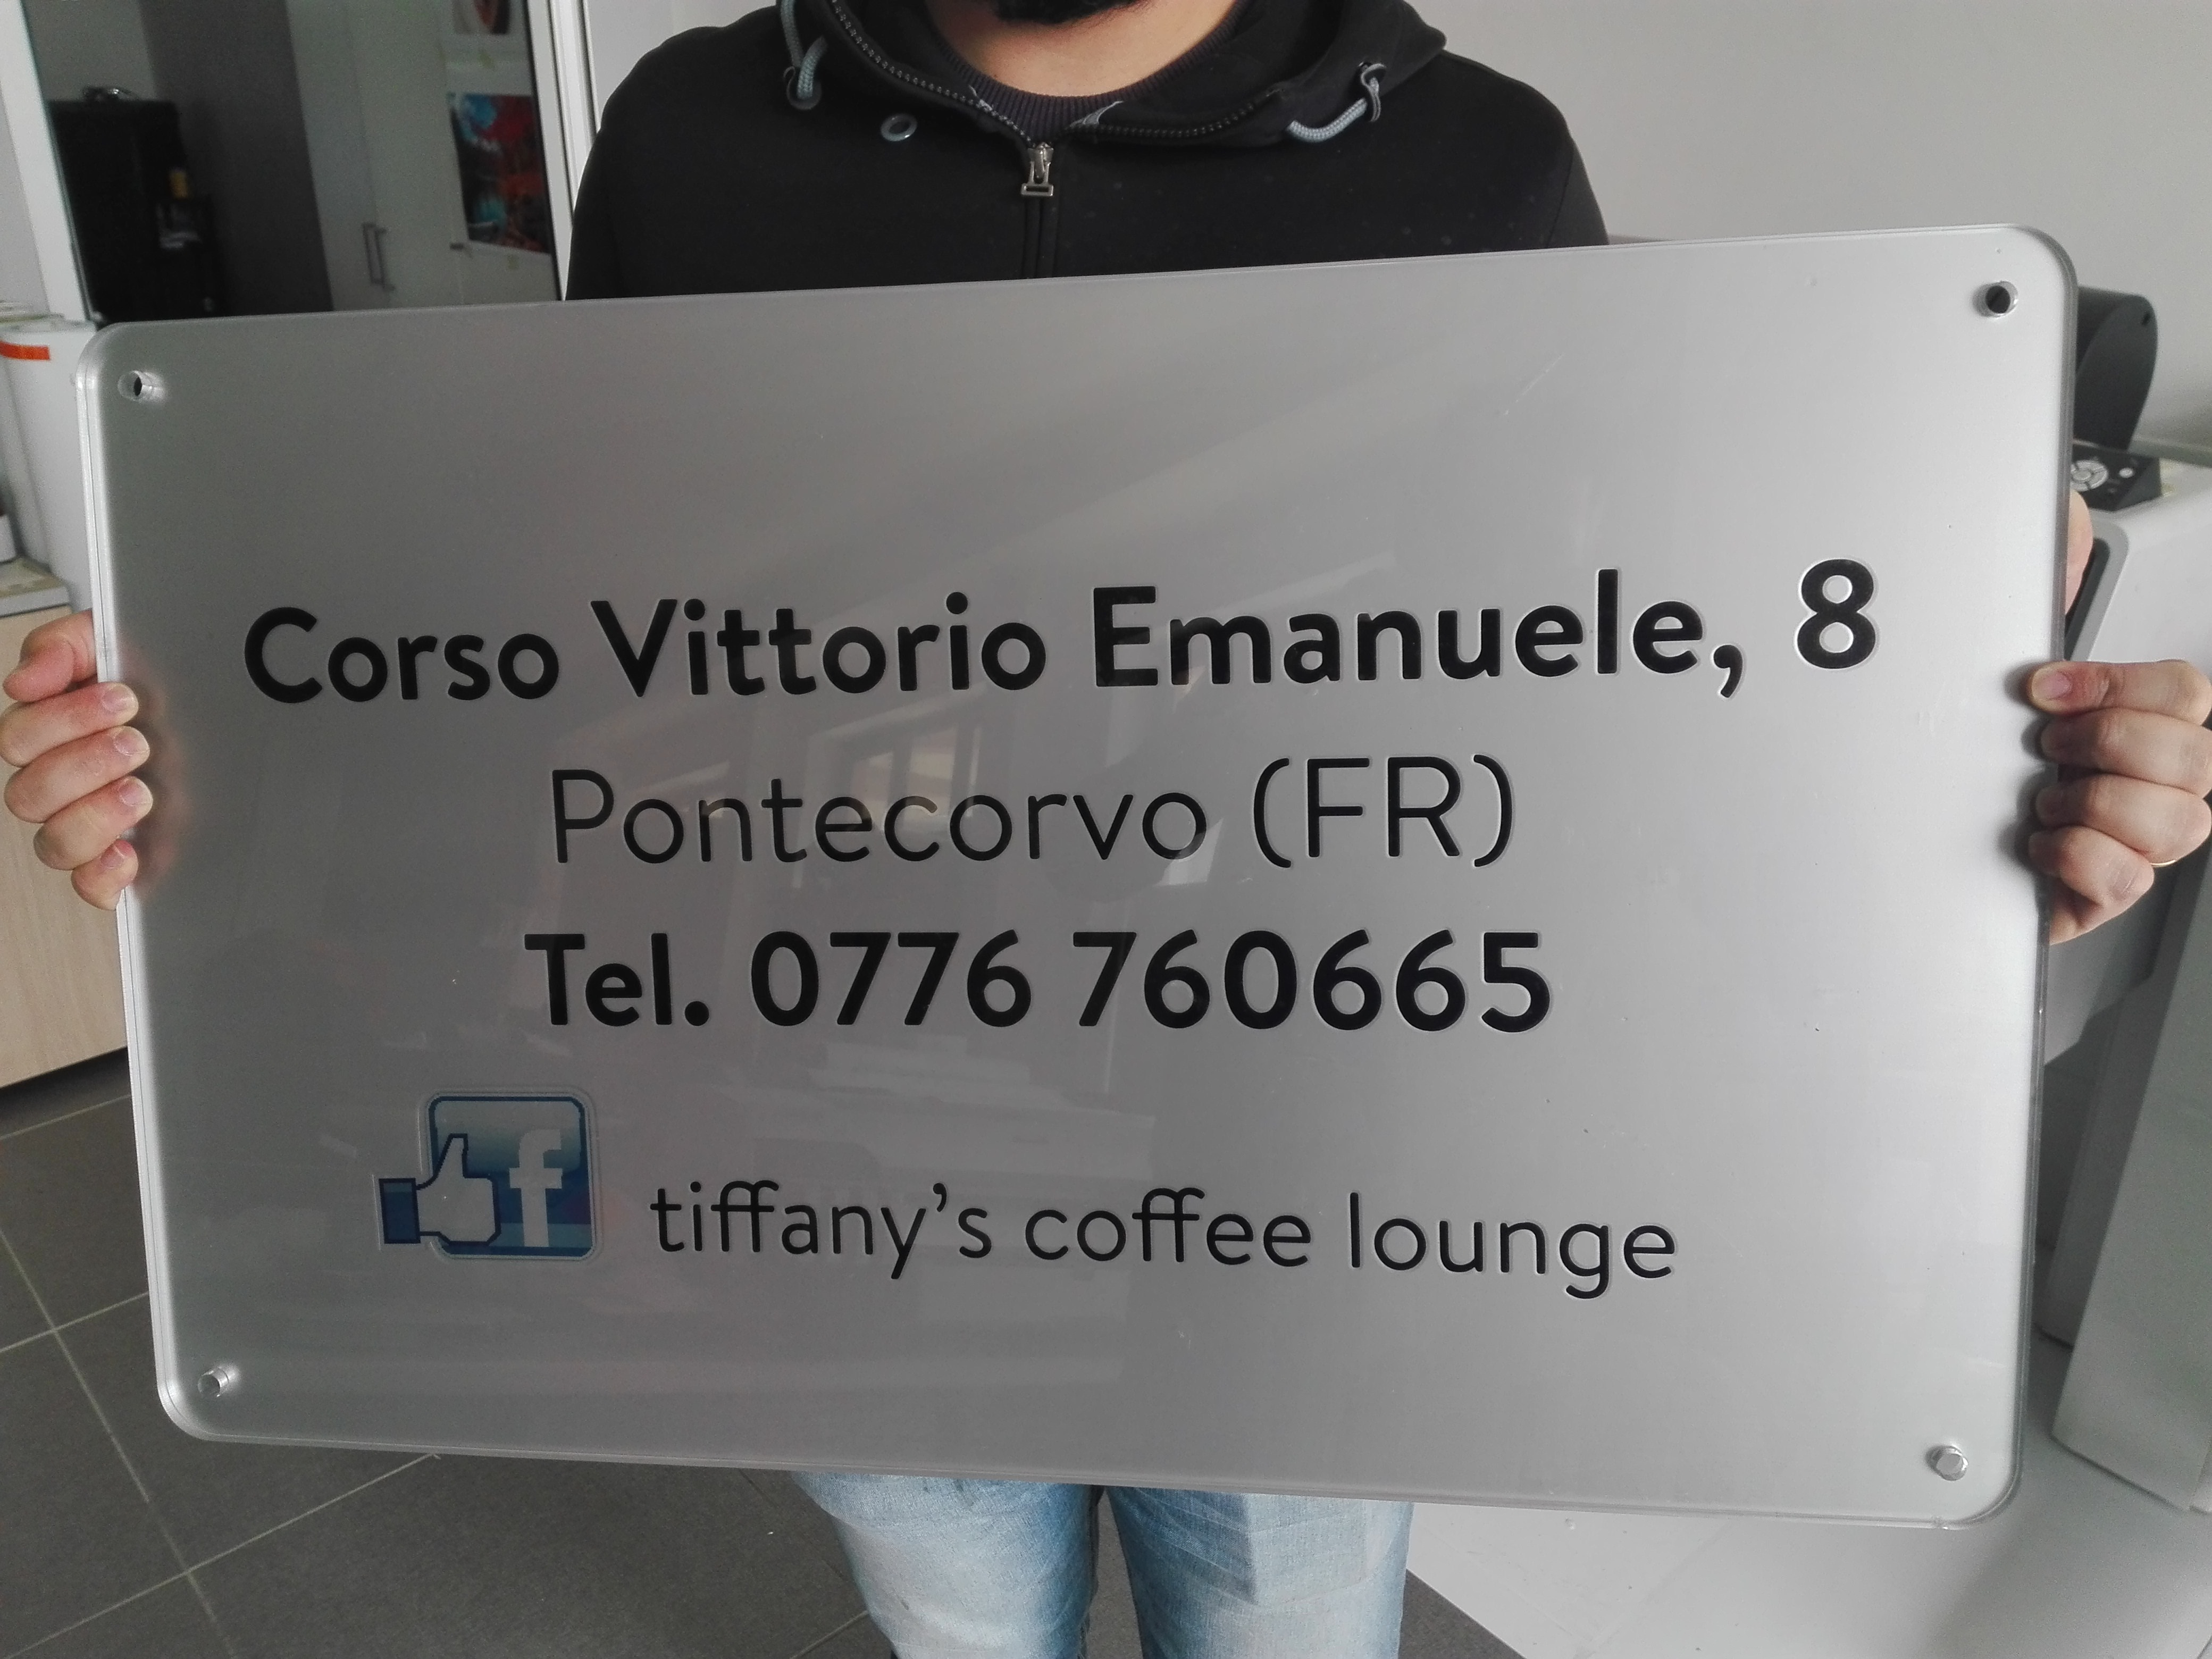 Corso Vittorio Emanuele, 8
Pontecorvo (FR)
Tel. 0776 760665
f tiffany's coffee lounge